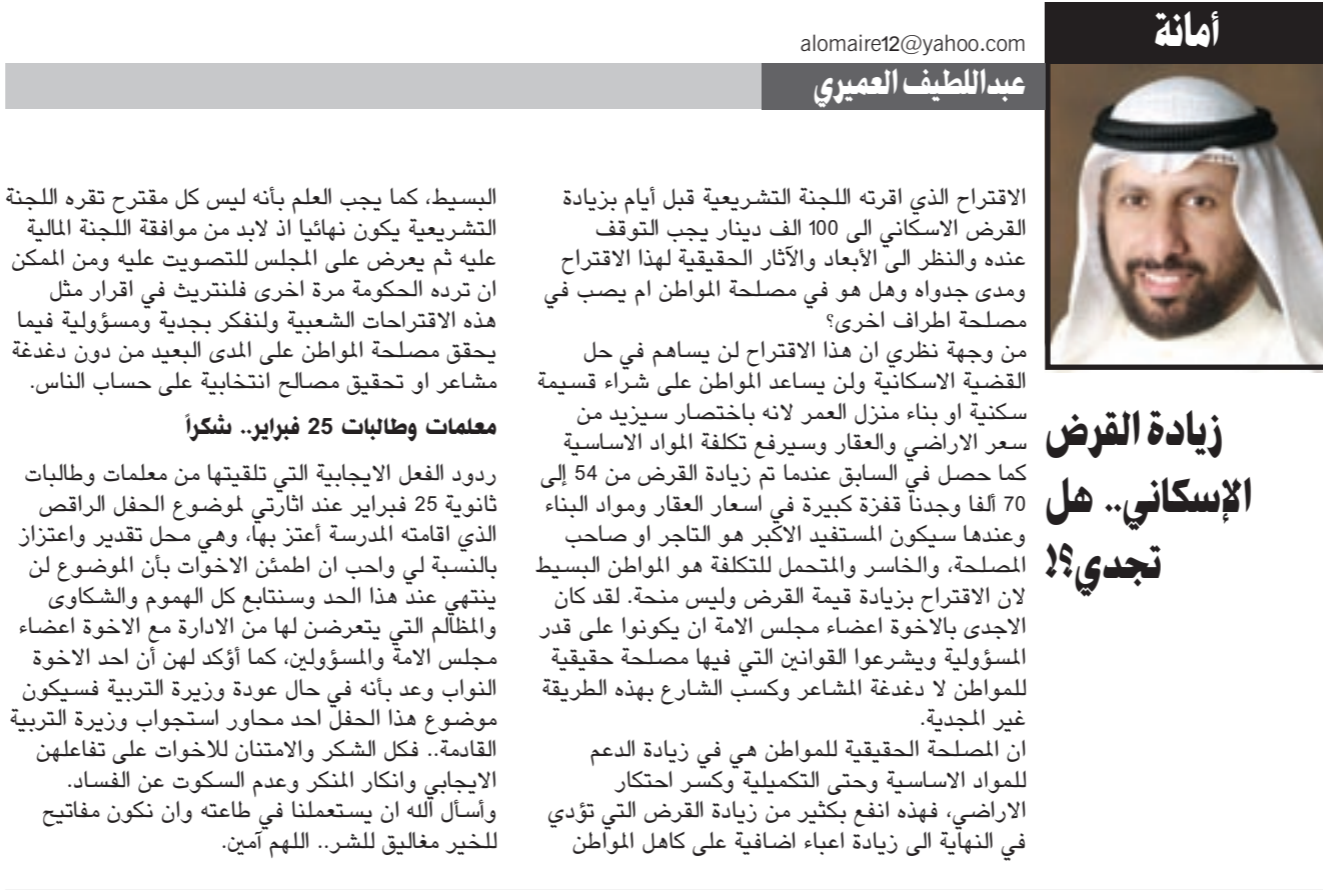 أمانة
alomaire12@yahoo.com
عبداللطيف العميري
زيادة القرض
الإسكاني.. هل
تجدي؟!
الاقتراح الذي اقرته اللجنة التشريعية قبل أيام بزيادة
القرض الاسكاني الى 100 الف دينار يجب التوقف
عنده والنظر الى الأبعاد والآثار الحقيقية لهذا الاقتراح
ومدى جدواه وهل هو في مصلحة المواطن ام يصب في
مصلحة اطراف اخرى؟
من وجهة نظري ان هذا الاقتراح لن يساهم في حل
القضية الاسكانية ولن يساعد المواطن على شراء قسيمة
سكنية او بناء منزل العمر لانه باختصار سيزيد من
سعر الاراضي والعقار وسيرفع تكلفة المواد الاساسية
كما حصل في السابق عندما تم زيادة القرض من 54 إلى
70 ألفا وجدنا قفزة كبيرة في اسعار العقار ومواد البناء
وعندها سيكون المستفيد الاكبر هو التاجر او صاحب
المصلحة، والخاسر والمتحمل للتكلفة هو المواطن البسيط
لان الاقتراح بزيادة قيمة القرض وليس منحة. لقد كان
الاجدى بالاخوة اعضاء مجلس الامة ان يكونوا على قدر
المسؤولية ويشرعوا القوانين التي فيها مصلحة حقيقية
للمواطن لا دغدغة المشاعر وكسب الشارع بهذه الطريقة
غير المجدية.
ان المصلحة الحقيقية للمواطن هي في زيادة الدعم
للمواد الاساسية وحتى التكميلية وكسر احتكار
الاراضي، فهذه انفع بكثير من زيادة القرض التي تؤدي
في النهاية الى زيادة اعباء اضافية على كاهل المواطن
البسيط، كما يجب العلم بأنه ليس كل مقترح تقره اللجنة
التشريعية يكون نهائيا اذ لابد من موافقة اللجنة المالية
عليه ثم يعرض على المجلس للتصويت عليه ومن الممكن
ان ترده الحكومة مرة اخرى فلنتريث في اقرار مثل
هذه الاقتراحات الشعبية ولنفكر بجدية ومسؤولية فيما
يحقق مصلحة المواطن على المدى البعيد من دون دغدغة
مشاعر او تحقيق مصالح انتخابية على حساب الناس.
معلمات وطالبات 25 فبراير.. شكراً
ردود الفعل الايجابية التي تلقيتها من معلمات وطالبات
ثانوية 25 فبراير عند اثارتي لموضوع الحفل الراقص
الذي اقامته المدرسة أعتز بها، وهي محل تقدير واعتزاز
بالنسبة لي واحب ان اطمئن الاخوات بأن الموضوع لن
ينتهي عند هذا الحد وسنتابع كل الهموم والشكاوى
والمظالم التي يتعرضن لها من الادارة مع الاخوة اعضاء
مجلس الامة والمسؤولين، كما أؤكد لهن أن احد الاخوة
النواب وعد بأنه في حال عودة وزيرة التربية فسيكون
موضوع هذا الحفل احد محاور استجواب وزيرة التربية
القادمة.. فكل الشكر والامتنان للاخوات على تفاعلهن
الايجابي وانكار المنكر وعدم السكوت عن الفساد.
وأسأل الله ان يستعملنا في طاعته وان نكون مفاتيح
للخير مغاليق للشر.. اللهم آمين.